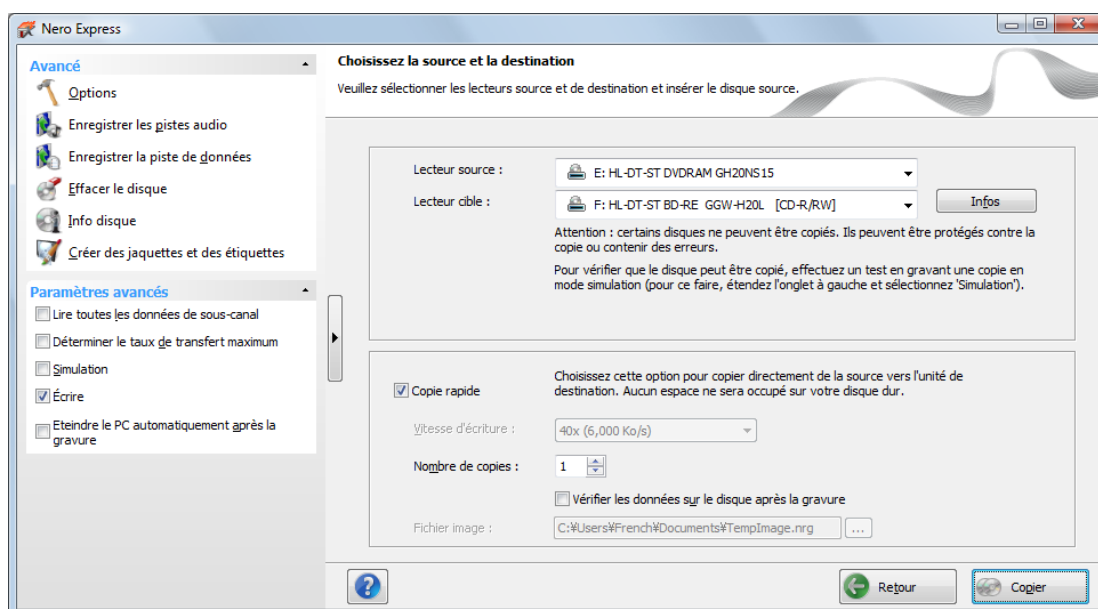 Nero Express
Avancé
Options
Enregistrer les pistes audio
Enregistrer la piste de données
Effacer le disque
Info disque
Créer des jaquettes et des étiquettes
Paramètres avancés
Lire toutes les données de sous-canal
Déterminer le taux de transfert maximum
Simulation
Écrire
Eteindre le PC automatiquement après la
gravure
Choisissez la source et la destination
Veuillez sélectionner les lecteurs source et de destination et insérer le disque source.
Lecteur source :
E: HL-DT-ST DVDRAM GH20NS15
Lecteur cible :
F: HL-DT-ST BD-RE GGW-H20L [CD-R/RW]
Infos
Attention : certains disques ne peuvent être copiés. Ils peuvent être protégés contre la
copie ou contenir des erreurs.
Pour vérifier que le disque peut être copié, effectuez un test en gravant une copie en
mode simulation (pour ce faire, étendez l'onglet à gauche et sélectionnez 'Simulation').
Copie rapide
Choisissez cette option pour copier directement de la source vers l'unité de
destination. Aucun espace ne sera occupé sur votre disque dur.
Vitesse d'écriture :
40x (6,000 Ko/s)
Nombre de copies :
1
Vérifier les données sur le disque après la gravure
Fichier image :
C:¥Users¥French¥Documents¥TempImage.nrg
...
?
Retour
Copier